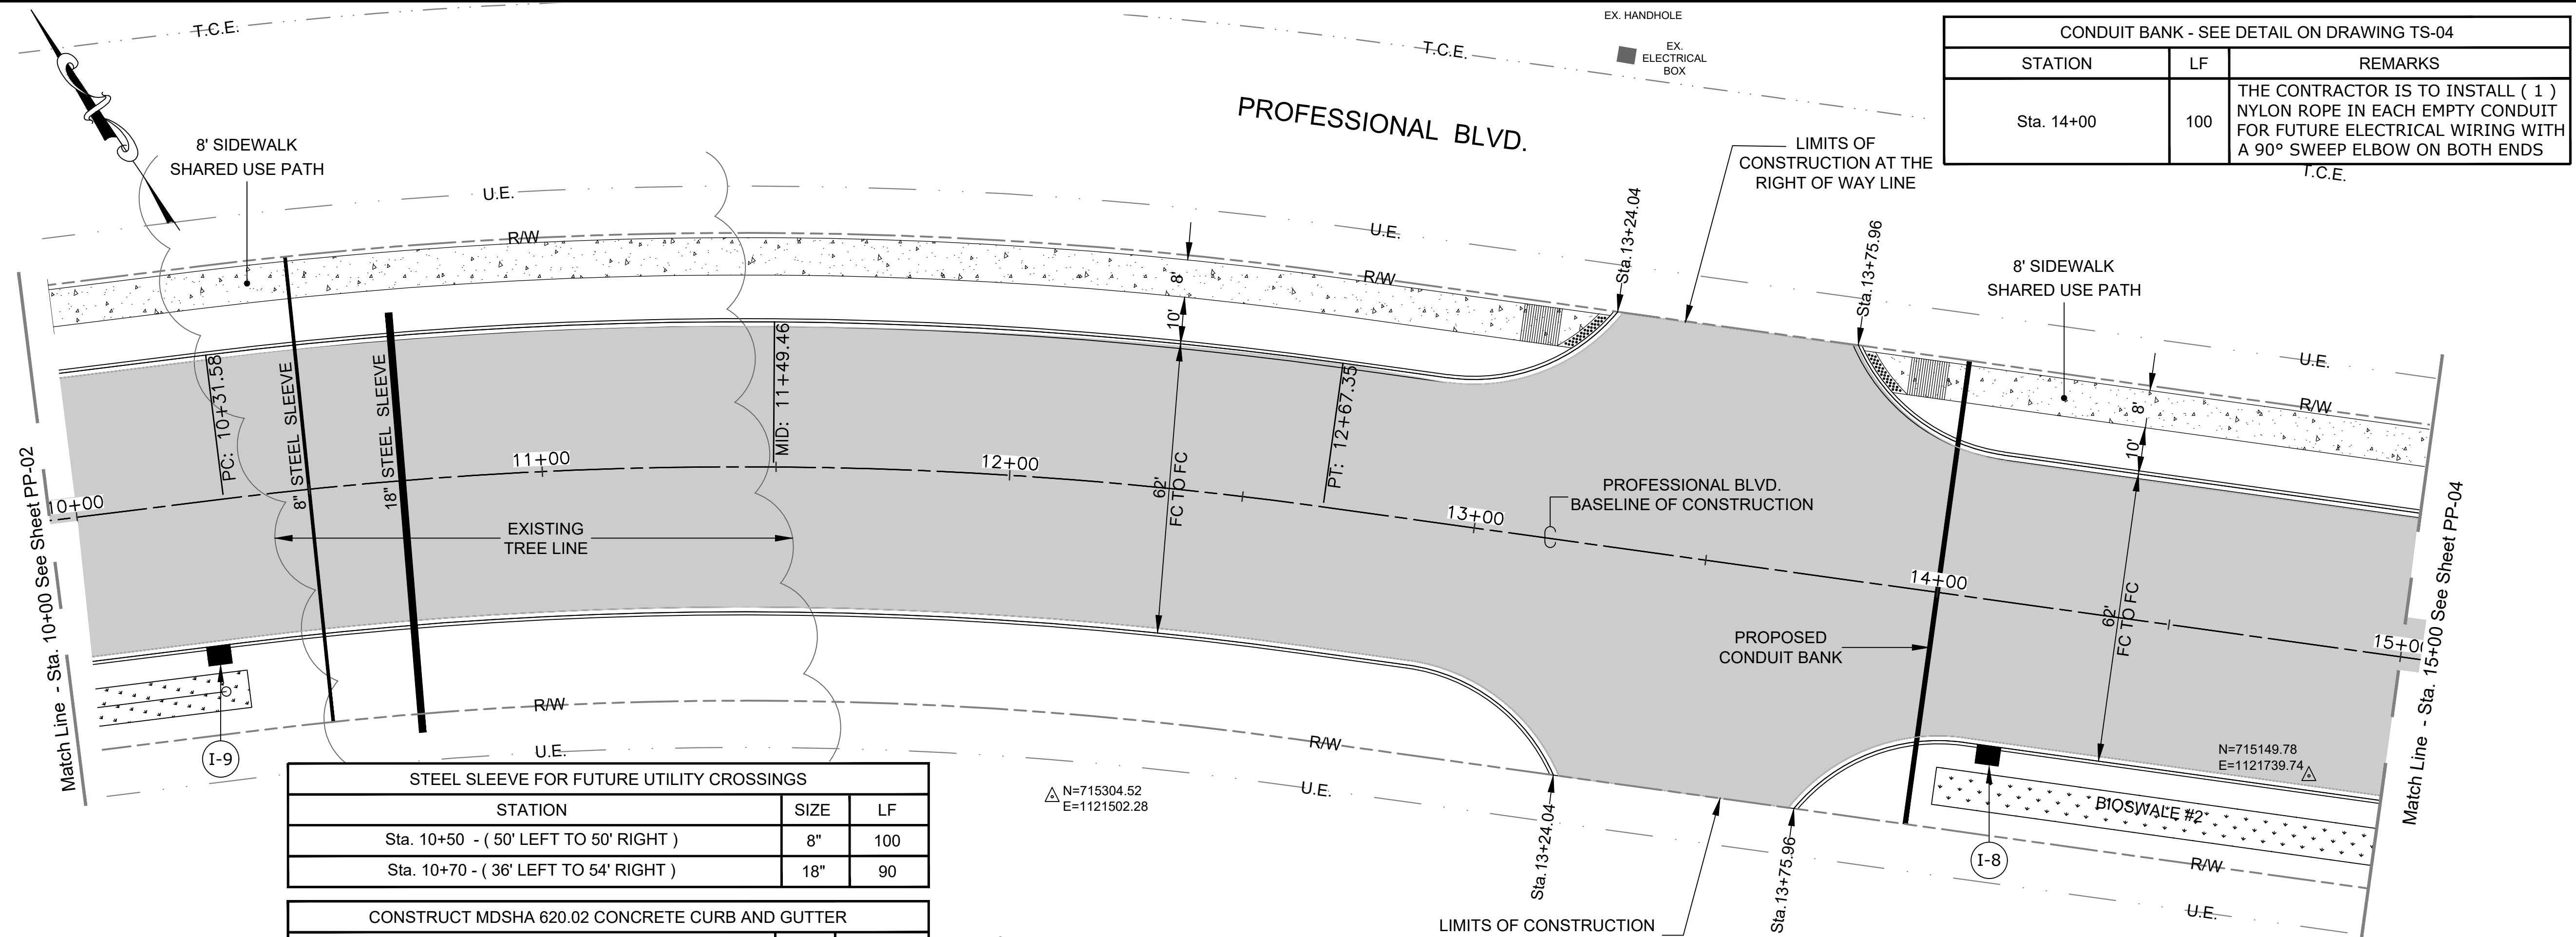 T.C.E.
EX. HANDHOLE
EX.
ELECTRICAL
BOX
T.C.E.
CONDUIT BANK - SEE DETAIL ON DRAWING TS-04
STATION LF REMARKS
Sta. 14+00 100
THE CONTRACTOR IS TO INSTALL ( 1 )
NYLON ROPE IN EACH EMPTY CONDUIT
FOR FUTURE ELECTRICAL WIRING WITH
A 90° SWEEP ELBOW ON BOTH ENDS
T.C.E.
PROFESSIONAL BLVD.
8' SIDEWALK
SHARED USE PATH
LIMITS OF
CONSTRUCTION AT THE
RIGHT OF WAY LINE
U.E.
U.E.
U.E.
R/W
R/W
R/W
Sta.13+24.04
Sta.13+75.96
8' SIDEWALK
SHARED USE PATH
8'
10'
8'
10'
PC: 10+31.58
8" STEEL SLEEVE
18" STEEL SLEEVE
MID: 11+49.46
PT: 12+67.35
10+00
11+00
12+00
13+00
14+00
15+0
62'
FC TO FC
62'
FC TO FC
EXISTING
TREE LINE
PROFESSIONAL BLVD.
BASELINE OF CONSTRUCTION
PROPOSED
CONDUIT BANK
Match Line - Sta. 10+00 See Sheet PP-02
Match Line - Sta. 15+00 See Sheet PP-04
I-9
R/W
U.E.
R/W
U.E.
N=715304.52
E=1121502.28
N=715149.78
E=1121739.74
BIOSWALE #2
I-8
R/W
U.E.
Sta.13+24.04
Sta.13+75.96
LIMITS OF CONSTRUCTION
STEEL SLEEVE FOR FUTURE UTILITY CROSSINGS
STATION SIZE LF
Sta. 10+50 - ( 50' LEFT TO 50' RIGHT ) 8" 100
Sta. 10+70 - ( 36' LEFT TO 54' RIGHT ) 18" 90
CONSTRUCT MDSHA 620.02 CONCRETE CURB AND GUTTER